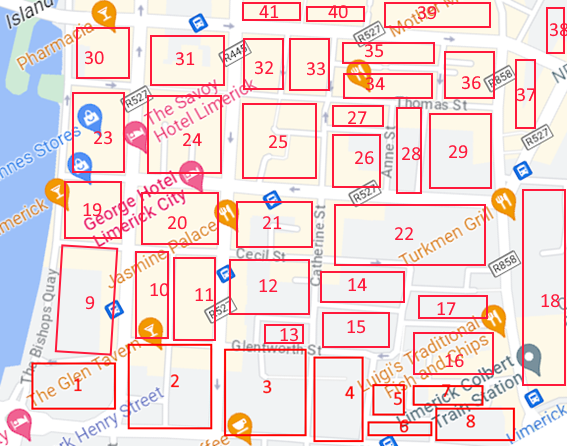 Island
Pharmacia
41
40
39
Mother M
R527
38
30
31
R445
32
33
35
34
36
R858
37
NE
R527
The Savoy
Hotel Limerick
Thomas St
27
R527
nnes Stores
23
24
25
26
Anne St
28
29
George Hotel
Limerick City
R527
imerick
19
20
21
22
Turkmen Grill
Jasmine Palace
Cecil St
Catherine St
R858
18
The Bishops Quay
9
10
11
R527
12
14
17
13
15
Glentworth St
The Glen Tavern
Luigi's Traditional
Fish and Chips
16
Limerick Colbert
Train Station
1
2
3
4
5
7
6
8
rk Henry Street
ffee
Limerick
y